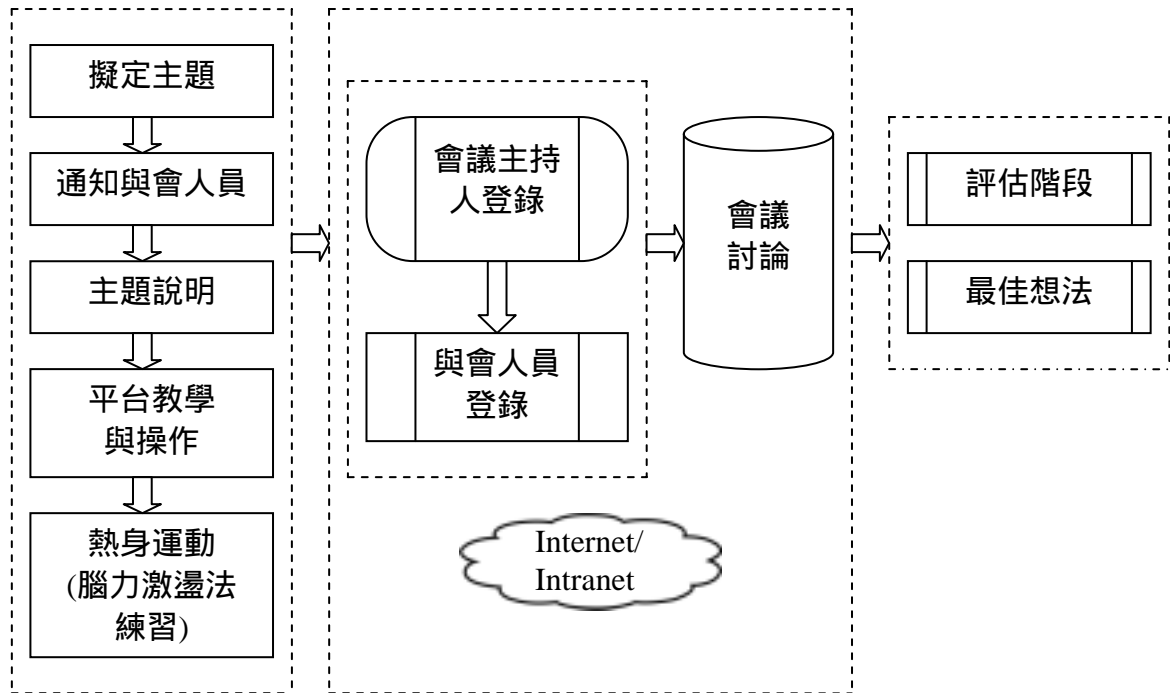 擬定主題
通知與會人員
主題說明
平台教學
與操作
熱身運動
(腦力激盪法
練習)
會議主持
人登錄
與會人員
登錄
Internet/
Intranet
會議
討論
評估階段
最佳想法